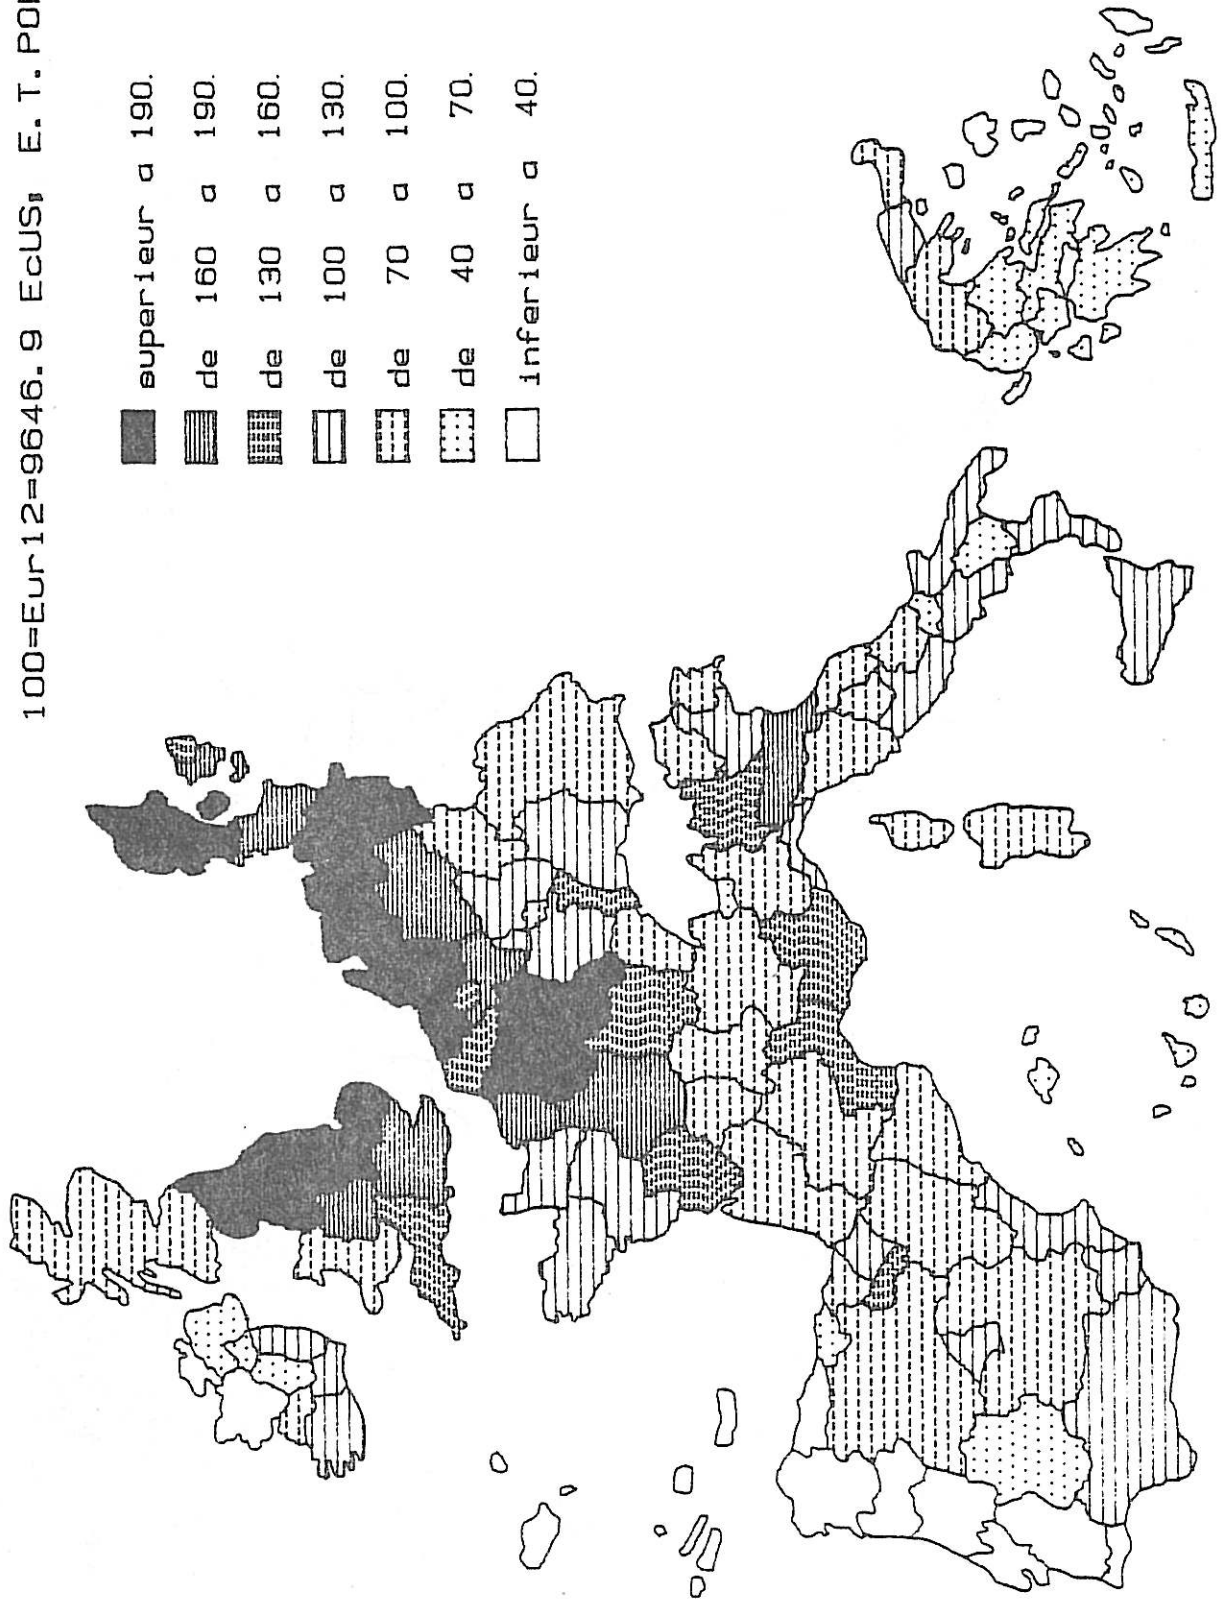 100=Eur12=9646.9 EcUS; E.T.
superieur a 190.
de 160 a 190.
de 130 a 160.
de 100 a 130.
de 70 a 100.
de 40 a 70.
inferieur a 40.